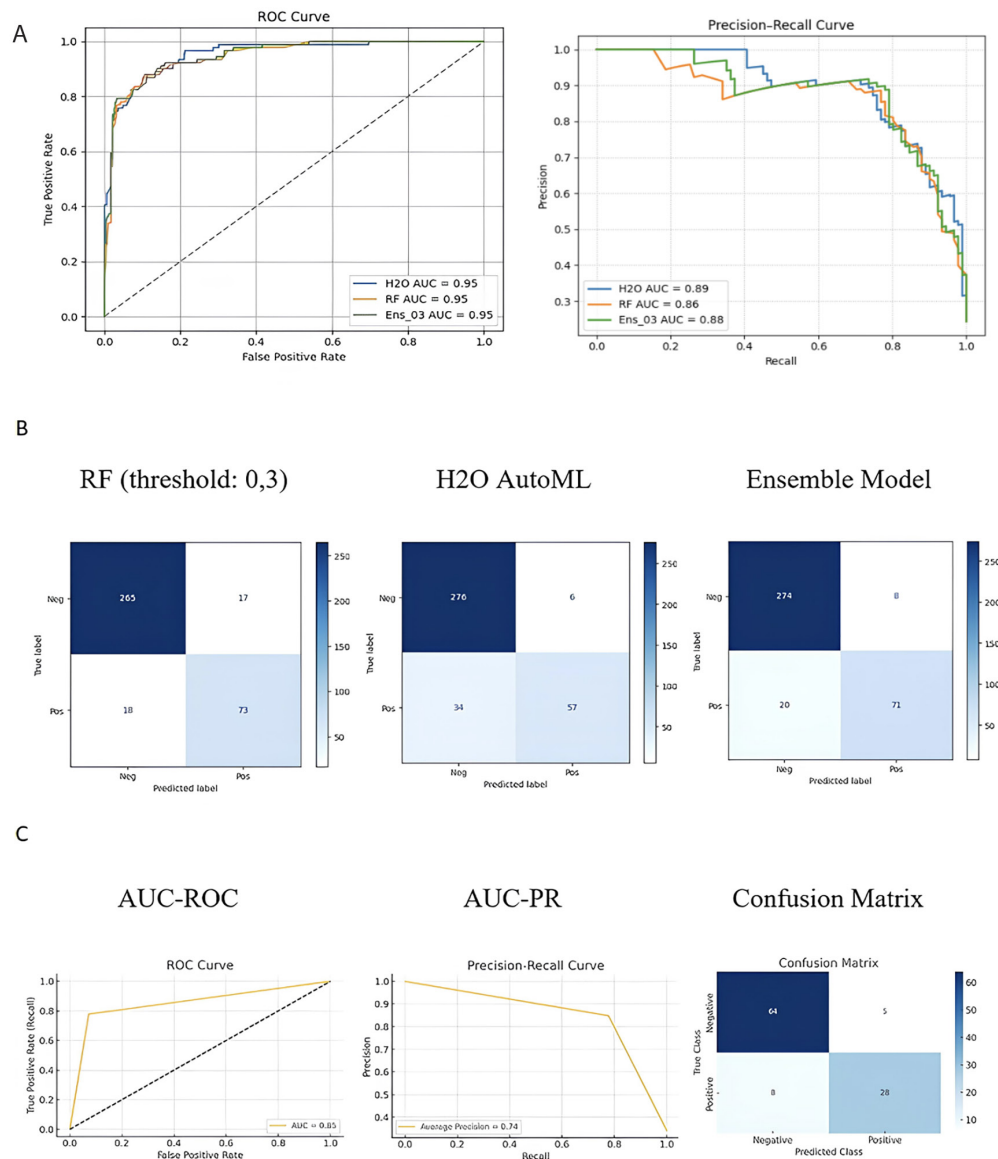 A
ROC Curve
True Positive Rate
1.0
0.8
0.6
0.4
0.2
0.0
0.0 0.2 0.4 0.6 0.8 1.0
False Positive Rate
H2O AUC = 0.95
RF AUC = 0.95
Ens_03 AUC = 0.95
Precision–Recall Curve
Precision
1.0
0.9
0.8
0.7
0.6
0.5
0.4
0.3
0.0 0.2 0.4 0.6 0.8 1.0
Recall
H2O AUC = 0.89
RF AUC = 0.86
Ens_03 AUC = 0.88
B
RF (threshold: 0,3)
True label
Neg
Pos
265 17
18 73
Neg Pos
Predicted label
250
200
150
100
50
H2O AutoML
True label
Neg
Pos
276 6
34 57
Neg Pos
Predicted label
250
200
150
100
50
Ensemble Model
True label
Neg
Pos
274 8
20 71
Neg Pos
Predicted label
250
200
150
100
50
C
AUC-ROC
ROC Curve
True Positive Rate (Recall)
1.0
0.8
0.6
0.4
0.2
0.0
0.0 0.2 0.4 0.6 0.8 1.0
False Positive Rate
AUC = 0.85
AUC-PR
Precision-Recall Curve
Precision
1.0
0.9
0.8
0.7
0.6
0.5
0.4
0.0 0.2 0.4 0.6 0.8 1.0
Recall
Average Precision = 0.74
Confusion Matrix
Confusion Matrix
True Class
Negative
Positive
64 5
8 28
Negative Positive
Predicted Class
60
50
40
30
20
10